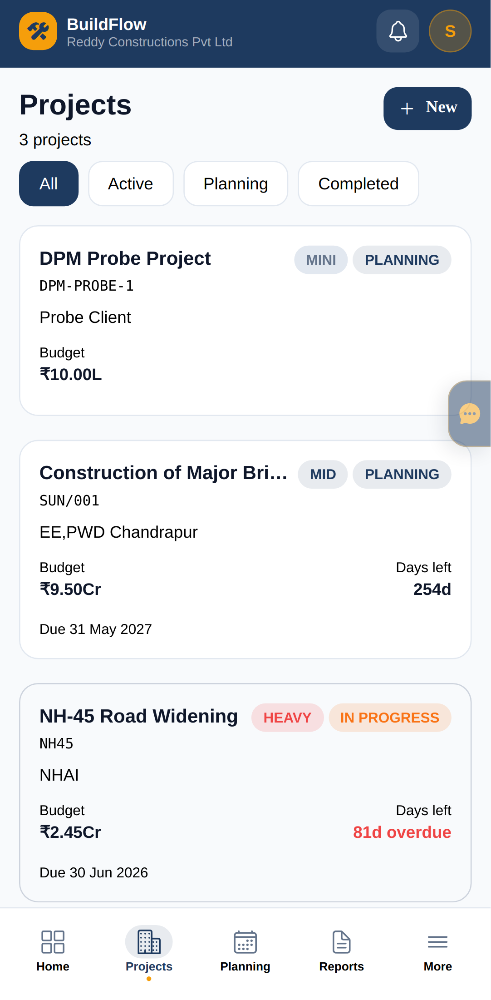 BuildFlow
Reddy Constructions Pvt Ltd
S
Projects
New
3 projects
All
Active
Planning
Completed
DPM Probe Project
MINI
PLANNING
DPM-PROBE-1
Probe Client
Budget
₹10.00L
Construction of Major Bri...
MID
PLANNING
SUN/001
EE,PWD Chandrapur
Budget
Days left
₹9.50Cr
254d
Due 31 May 2027
NH-45 Road Widening
HEAVY
IN PROGRESS
NH45
NHAI
Budget
Days left
₹2.45Cr
81d overdue
Due 30 Jun 2026
Home
Projects
Planning
Reports
More